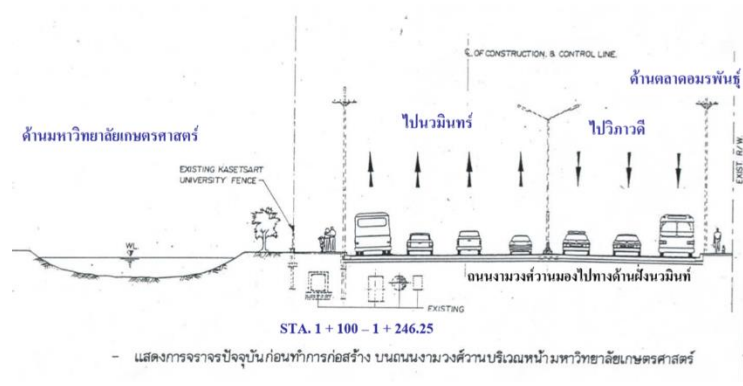 ℄ OF CONSTRUCTION. & CONTROL LINE.
ด้านตลาดอมรพันธุ์
ไปนวมินทร์
ไปวิภาวดี
ด้านมหาวิทยาลัยเกษตรศาสตร์
EXIST R/W.
EXISTING KASETSART
UNIVERSITY FENCE
WL.
ถนนงามวงศ์วานมองไปทางด้านฝั่งนวมินท์
EXISTING
STA. 1 + 100 – 1 + 246.25
- แสดงการจราจรปัจจุบันก่อนทำการก่อสร้าง บนถนนงามวงศ์วานบริเวณหน้ามหาวิทยาลัยเกษตรศาสตร์